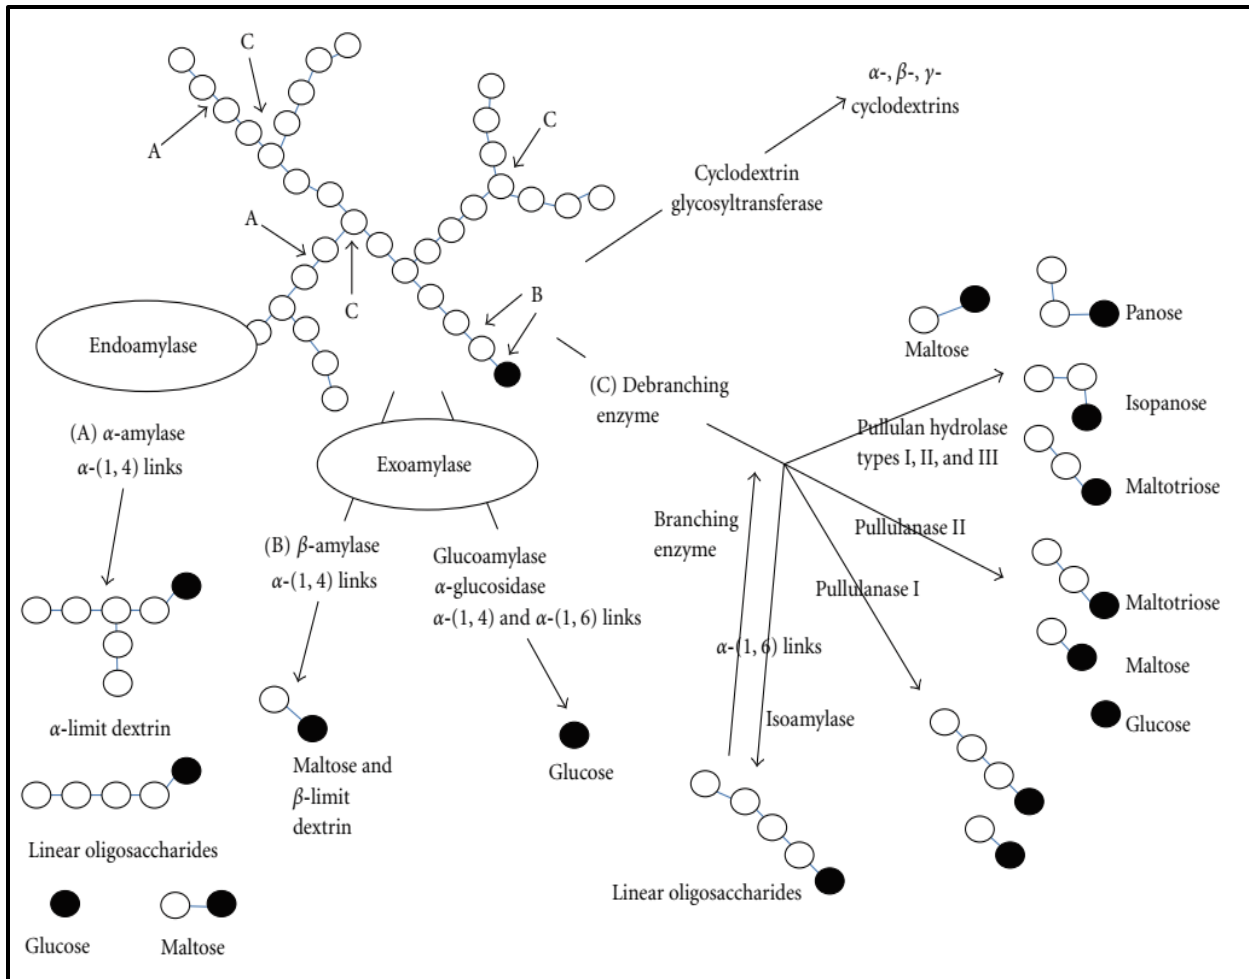 C
A
C
α-, β-, γ-
cyclodextrins
Cyclodextrin
glycosyltransferase
A
C
B
Endoamylase
(A) α-amylase
α-(1, 4) links
Exoamylase
(B) β-amylase
α-(1, 4) links
Glucoamylase
α-glucosidase
α-(1, 4) and α-(1, 6) links
(C) Debranching
enzyme
Maltose
Panose
Isopanose
Pullulan hydrolase
types I, II, and III
Maltotriose
Branching
enzyme
Pullulanase II
Pullulanase I
Maltotriose
α-(1, 6) links
Maltose
Isoamylase
Glucose
α-limit dextrin
Maltose and
β-limit
dextrin
Glucose
Linear oligosaccharides
Linear oligosaccharides
Glucose
Maltose